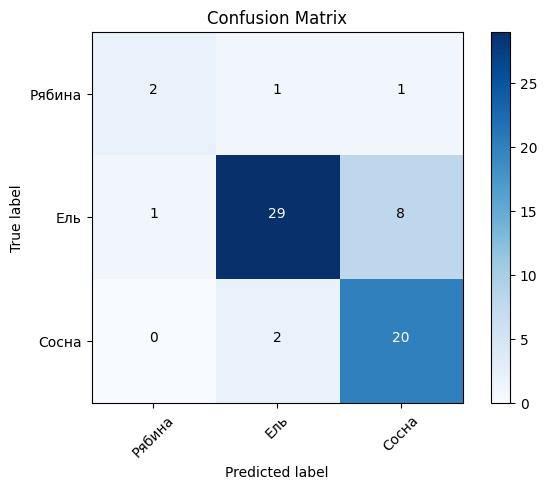 Confusion Matrix
True label
Рябина 2 1 1
Ель 1 29 8
Сосна 0 2 20
Рябина Ель Сосна
Predicted label
25
20
15
10
5
0